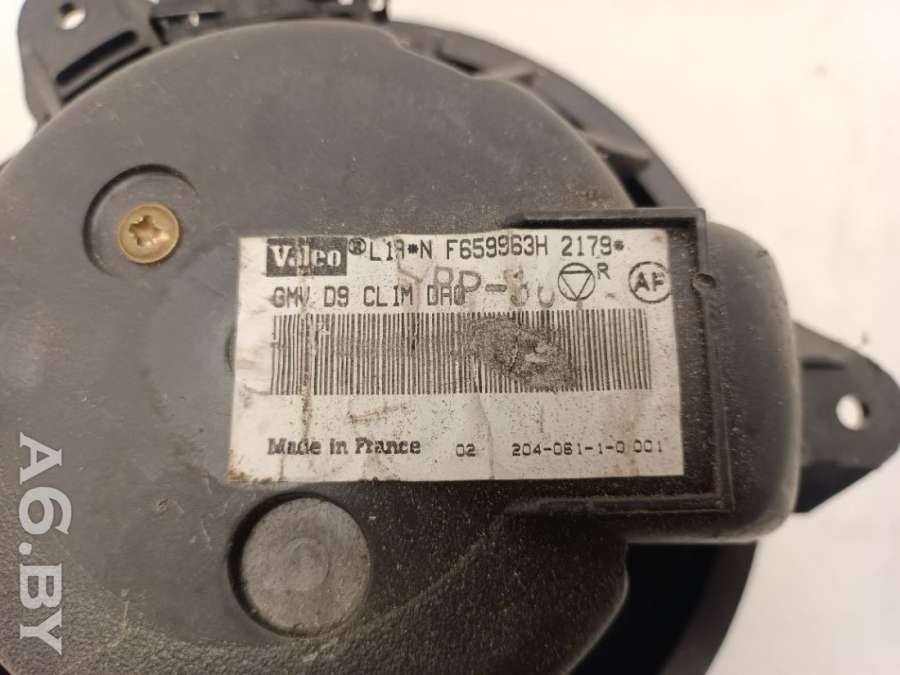 Valeo® L1A*N F659963H 2179*
R
AF
GMV D9 CLIM DAG
Made in France 02 204-061-1-0 001
A6.BY